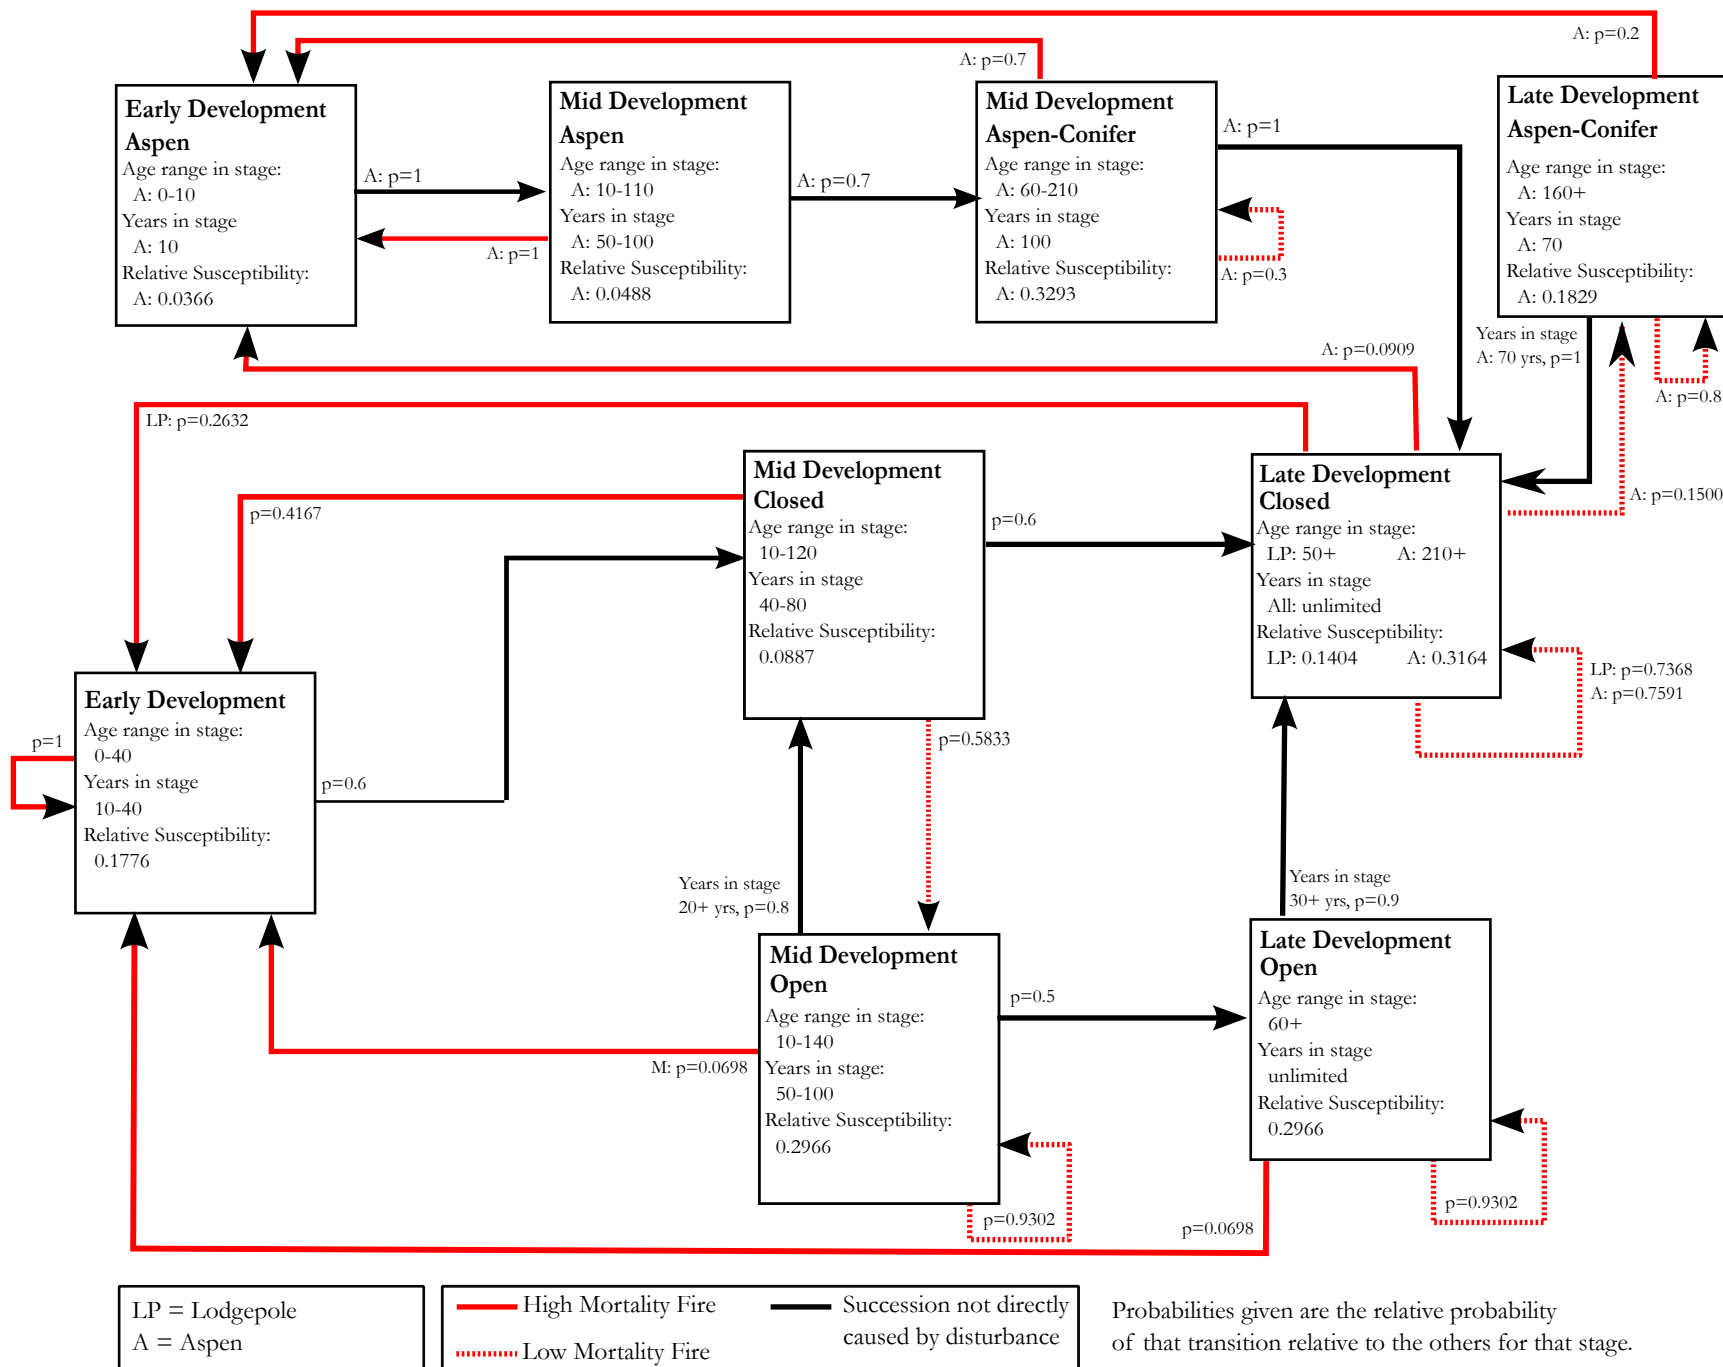 A: p=0.2
A: p=0.7
Early Development
Aspen
Age range in stage:
A: 0-10
Years in stage
A: 10
Relative Susceptibility:
A: 0.0366
A: p=1
A: p=1
Mid Development
Aspen
Age range in stage:
A: 10-110
Years in stage
A: 50-100
Relative Susceptibility:
A: 0.0488
A: p=0.7
Mid Development
Aspen-Conifer
Age range in stage:
A: 60-210
Years in stage
A: 100
Relative Susceptibility:
A: 0.3293
A: p=1
A: p=0.3
Late Development
Aspen-Conifer
Age range in stage:
A: 160+
Years in stage
A: 70
Relative Susceptibility:
A: 0.1829
Years in stage
A: 70 yrs, p=1
A: p=0.8
A: p=0.0909
LP: p=0.2632
p=0.4167
Mid Development
Closed
Age range in stage:
10-120
Years in stage
40-80
Relative Susceptibility:
0.0887
p=0.6
Late Development
Closed
Age range in stage:
LP: 50+ A: 210+
Years in stage
All: unlimited
Relative Susceptibility:
LP: 0.1404 A: 0.3164
A: p=0.1500
LP: p=0.7368
A: p=0.7591
Early Development
Age range in stage:
0-40
Years in stage
10-40
Relative Susceptibility:
0.1776
p=1
p=0.6
p=0.5833
Years in stage
20+ yrs, p=0.8
Years in stage
30+ yrs, p=0.9
Mid Development
Open
Age range in stage:
10-140
Years in stage:
50-100
Relative Susceptibility:
0.2966
p=0.5
M: p=0.0698
p=0.9302
Late Development
Open
Age range in stage:
60+
Years in stage
unlimited
Relative Susceptibility:
0.2966
p=0.9302
p=0.0698
LP = Lodgepole
A = Aspen
High Mortality Fire
Low Mortality Fire
Succession not directly
caused by disturbance
Probabilities given are the relative probability
of that transition relative to the others for that stage.